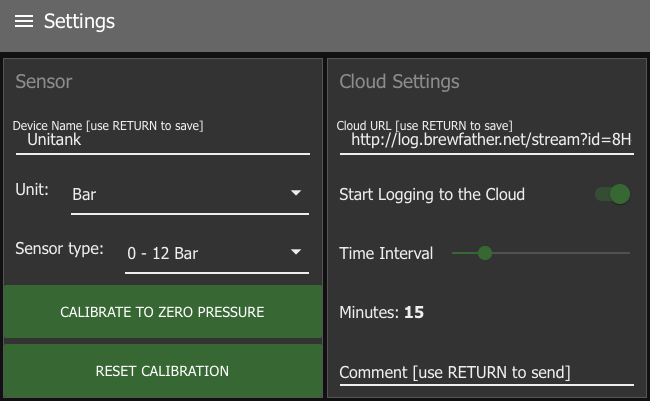 Settings
Sensor
Device Name [use RETURN to save]
Unitank
Unit: Bar
Sensor type: 0 - 12 Bar
CALIBRATE TO ZERO PRESSURE
RESET CALIBRATION
Cloud Settings
Cloud URL [use RETURN to save]
http://log.brewfather.net/stream?id=8H
Start Logging to the Cloud
Time Interval
Minutes: 15
Comment [use RETURN to send]